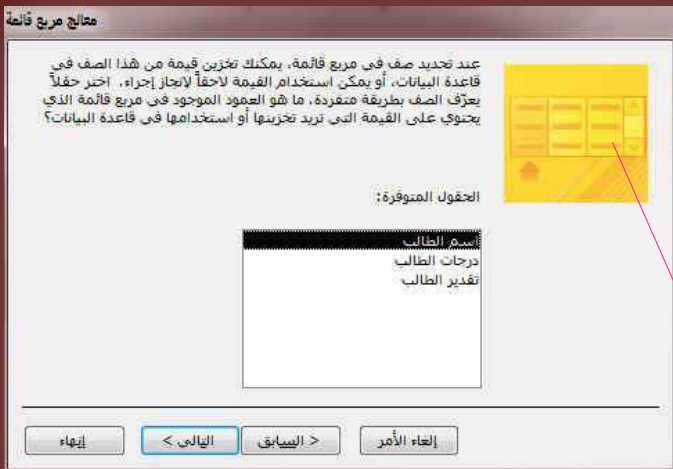 معالج مربع قائمة
عند تحديد صف في مربع قائمة، يمكنك تخزين قيمة من هذا الصف في
قاعدة البيانات، أو يمكن استخدام القيمة لاحقاً لإنجاز إجراء. اختر حقلاً
يعرّف الصف بطريقة متفردة. ما هو العمود الموجود في مربع قائمة الذي
يحتوي على القيمة التي تريد تخزينها أو استخدامها في قاعدة البيانات؟
الحقول المتوفرة:
اسم الطالب
درجات الطالب
تقدير الطالب
إلغاء الأمر
< السابق
التالي >
إنهاء